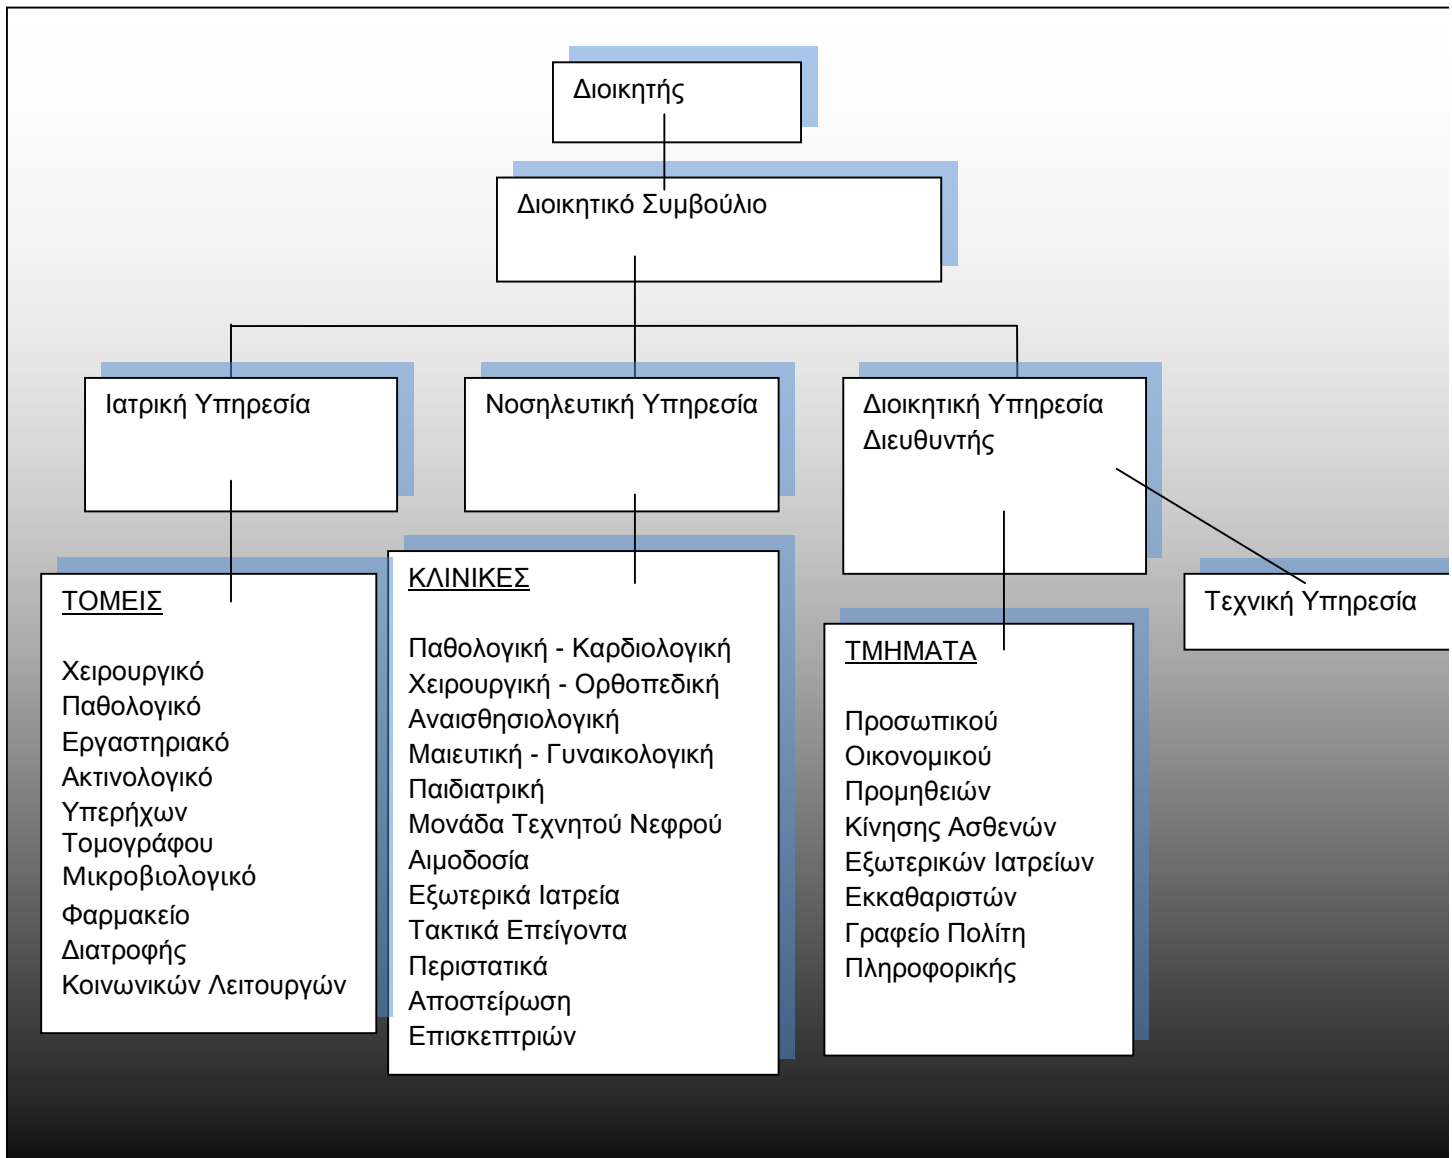 Διοικητής
Διοικητικό Συμβούλιο
Ιατρική Υπηρεσία
Νοσηλευτική Υπηρεσία
Διοικητική Υπηρεσία
Διευθυντής
Τεχνική Υπηρεσία
ΤΟΜΕΙΣ
Χειρουργικό
Παθολογικό
Εργαστηριακό
Ακτινολογικό
Υπερήχων
Τομογράφου
Μικροβιολογικό
Φαρμακείο
Διατροφής
Κοινωνικών Λειτουργών
ΚΛΙΝΙΚΕΣ
Παθολογική - Καρδιολογική
Χειρουργική - Ορθοπεδική
Αναισθησιολογική
Μαιευτική - Γυναικολογική
Παιδιατρική
Μονάδα Τεχνητού Νεφρού
Αιμοδοσία
Εξωτερικά Ιατρεία
Τακτικά Επείγοντα
Περιστατικά
Αποστείρωση
Επισκεπτριών
ΤΜΗΜΑΤΑ
Προσωπικού
Οικονομικού
Προμηθειών
Κίνησης Ασθενών
Εξωτερικών Ιατρείων
Εκκαθαριστών
Γραφείο Πολίτη
Πληροφορικής